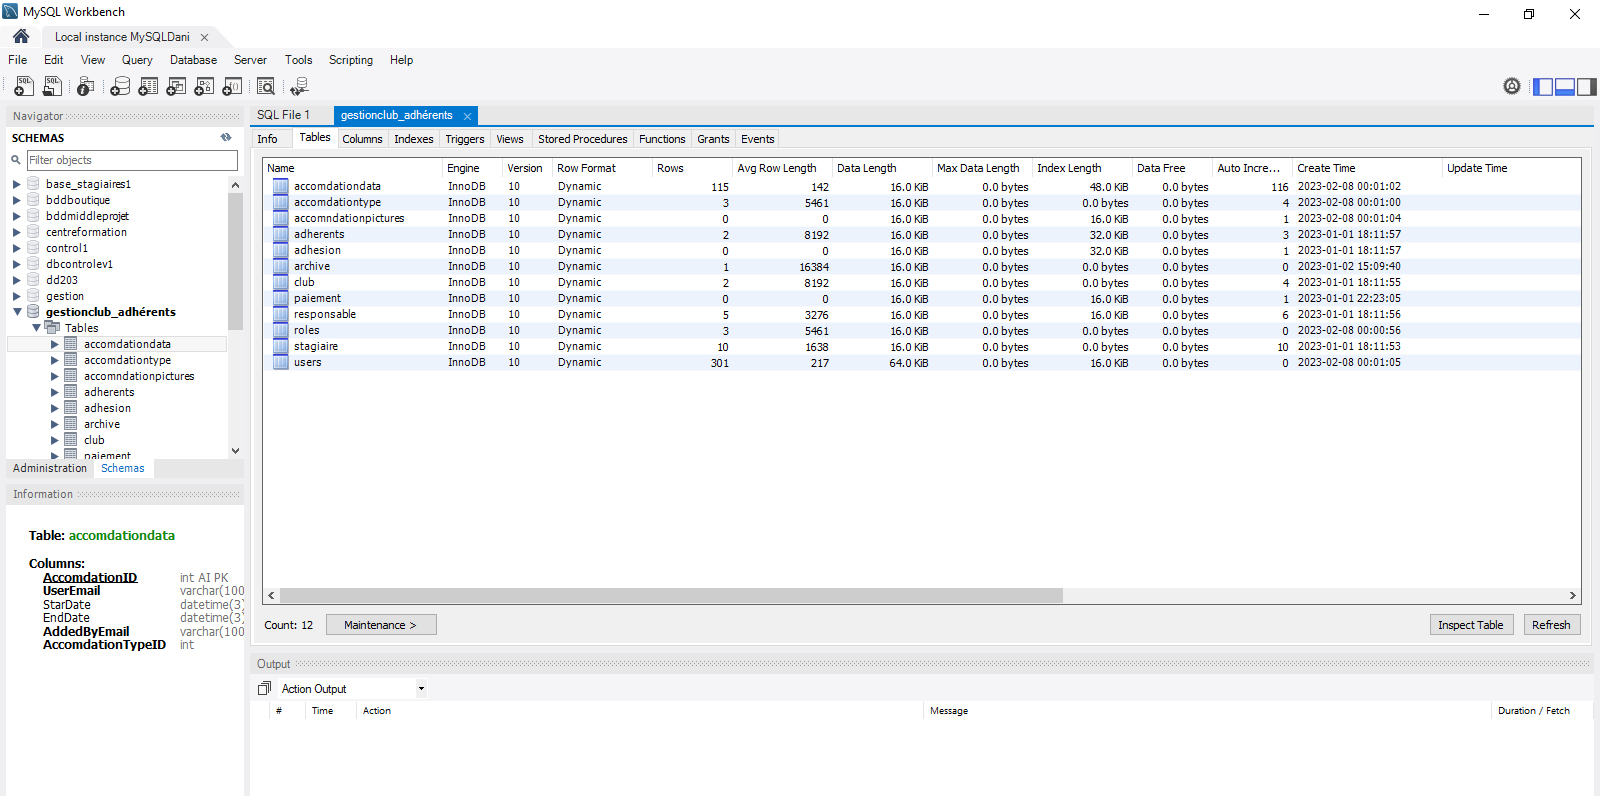 MySQL Workbench
Local instance MySQLDani
File Edit View Query Database Server Tools Scripting Help
Navigator
SCHEMAS
Filter objects
base_stagiaires1
bddboutique
bddmiddleprojet
centreformation
control1
dbcontrolev1
dd203
gestion
gestionclub_adhérents
Tables
accomdationdata
accomdationtype
accomndationpictures
adherents
adhesion
archive
club
paiement
Administration Schemas
Information
Table: accomdationdata
Columns:
AccomdationID int AI PK
UserEmail varchar(100
StarDate datetime(3)
EndDate datetime(3)
AddedByEmail varchar(100
AccomdationTypeID int
SQL File 1 gestionclub_adhérents
Info Tables Columns Indexes Triggers Views Stored Procedures Functions Grants Events
Name Engine Version Row Format Rows Avg Row Length Data Length Max Data Length Index Length Data Free Auto Incre... Create Time Update Time
accomdationdata InnoDB 10 Dynamic 115 142 16.0 KiB 0.0 bytes 48.0 KiB 0.0 bytes 116 2023-02-08 00:01:02
accomdationtype InnoDB 10 Dynamic 3 5461 16.0 KiB 0.0 bytes 0.0 bytes 0.0 bytes 4 2023-02-08 00:01:00
accomndationpictures InnoDB 10 Dynamic 0 0 16.0 KiB 0.0 bytes 16.0 KiB 0.0 bytes 1 2023-02-08 00:01:04
adherents InnoDB 10 Dynamic 2 8192 16.0 KiB 0.0 bytes 32.0 KiB 0.0 bytes 3 2023-01-01 18:11:57
adhesion InnoDB 10 Dynamic 0 0 16.0 KiB 0.0 bytes 32.0 KiB 0.0 bytes 1 2023-01-01 18:11:57
archive InnoDB 10 Dynamic 1 16384 16.0 KiB 0.0 bytes 0.0 bytes 0.0 bytes 0 2023-01-02 15:09:40
club InnoDB 10 Dynamic 2 8192 16.0 KiB 0.0 bytes 0.0 bytes 0.0 bytes 4 2023-01-01 18:11:55
paiement InnoDB 10 Dynamic 0 0 16.0 KiB 0.0 bytes 16.0 KiB 0.0 bytes 1 2023-01-01 22:23:05
responsable InnoDB 10 Dynamic 5 3276 16.0 KiB 0.0 bytes 16.0 KiB 0.0 bytes 6 2023-01-01 18:11:56
roles InnoDB 10 Dynamic 3 5461 16.0 KiB 0.0 bytes 0.0 bytes 0.0 bytes 0 2023-02-08 00:00:56
stagiaire InnoDB 10 Dynamic 10 1638 16.0 KiB 0.0 bytes 0.0 bytes 0.0 bytes 10 2023-01-01 18:11:53
users InnoDB 10 Dynamic 301 217 64.0 KiB 0.0 bytes 16.0 KiB 0.0 bytes 0 2023-02-08 00:01:05
Count: 12 Maintenance > Inspect Table Refresh
Output
Action Output
# Time Action Message Duration / Fetch